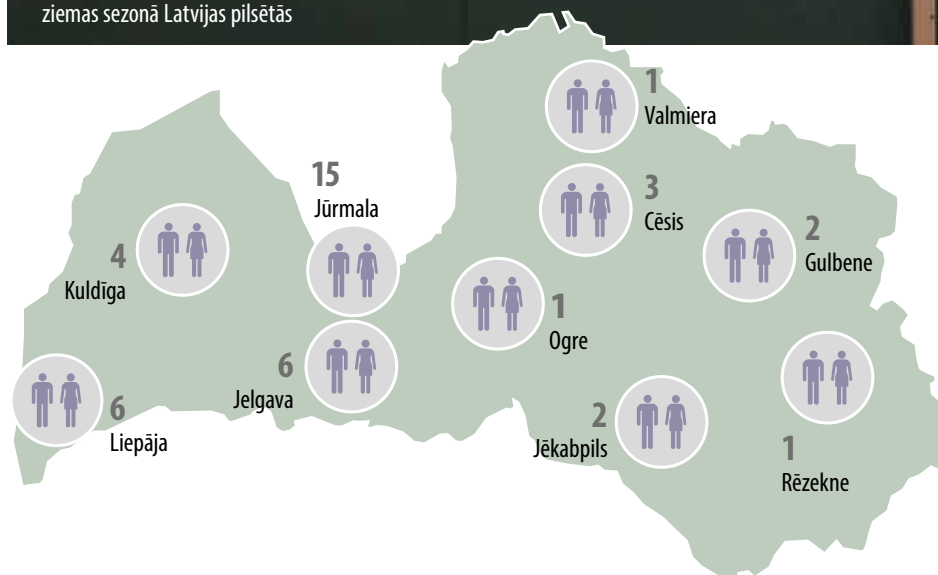 ziemas sezonā Latvijas pilsētās
1
Valmiera
15
Jūrmala
3
Cēsis
4
Kuldīga
2
Gulbene
1
Ogre
6
Jelgava
6
Liepāja
2
Jēkabpils
1
Rēzekne